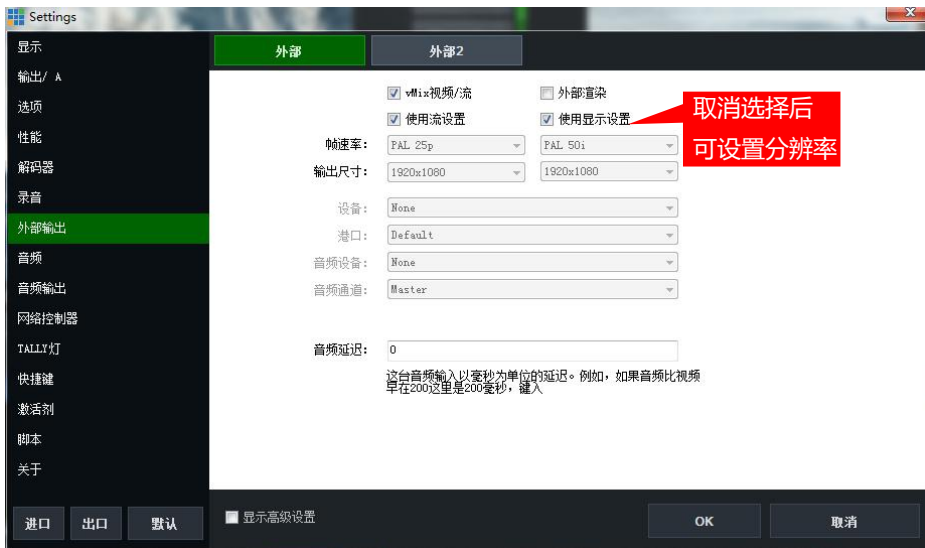 Settings
显示
输出/ A
选项
性能
解码器
录音
外部输出
音频
音频输出
网络控制器
TALLY灯
快捷键
激活剂
脚本
关于
进口 出口 默认
外部 外部2
vMix视频/流 外部渲染
使用流设置 使用显示设置
取消选择后
可设置分辨率
帧速率: PAL 25p PAL 50i
输出尺寸: 1920x1080 1920x1080
设备: None
港口: Default
音频设备: None
音频通道: Master
音频延迟: 0
这台音频输入以毫秒为单位的延迟。例如，如果音频比视频
早在200这里是200毫秒，键入
显示高级设置
OK 取消